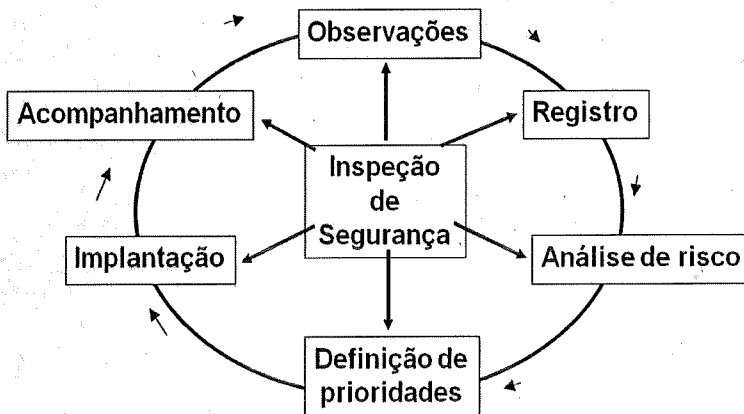 Observações
Acompanhamento
Registro
Inspeção
de
Segurança
Implantação
Análise de risco
Definição de
prioridades